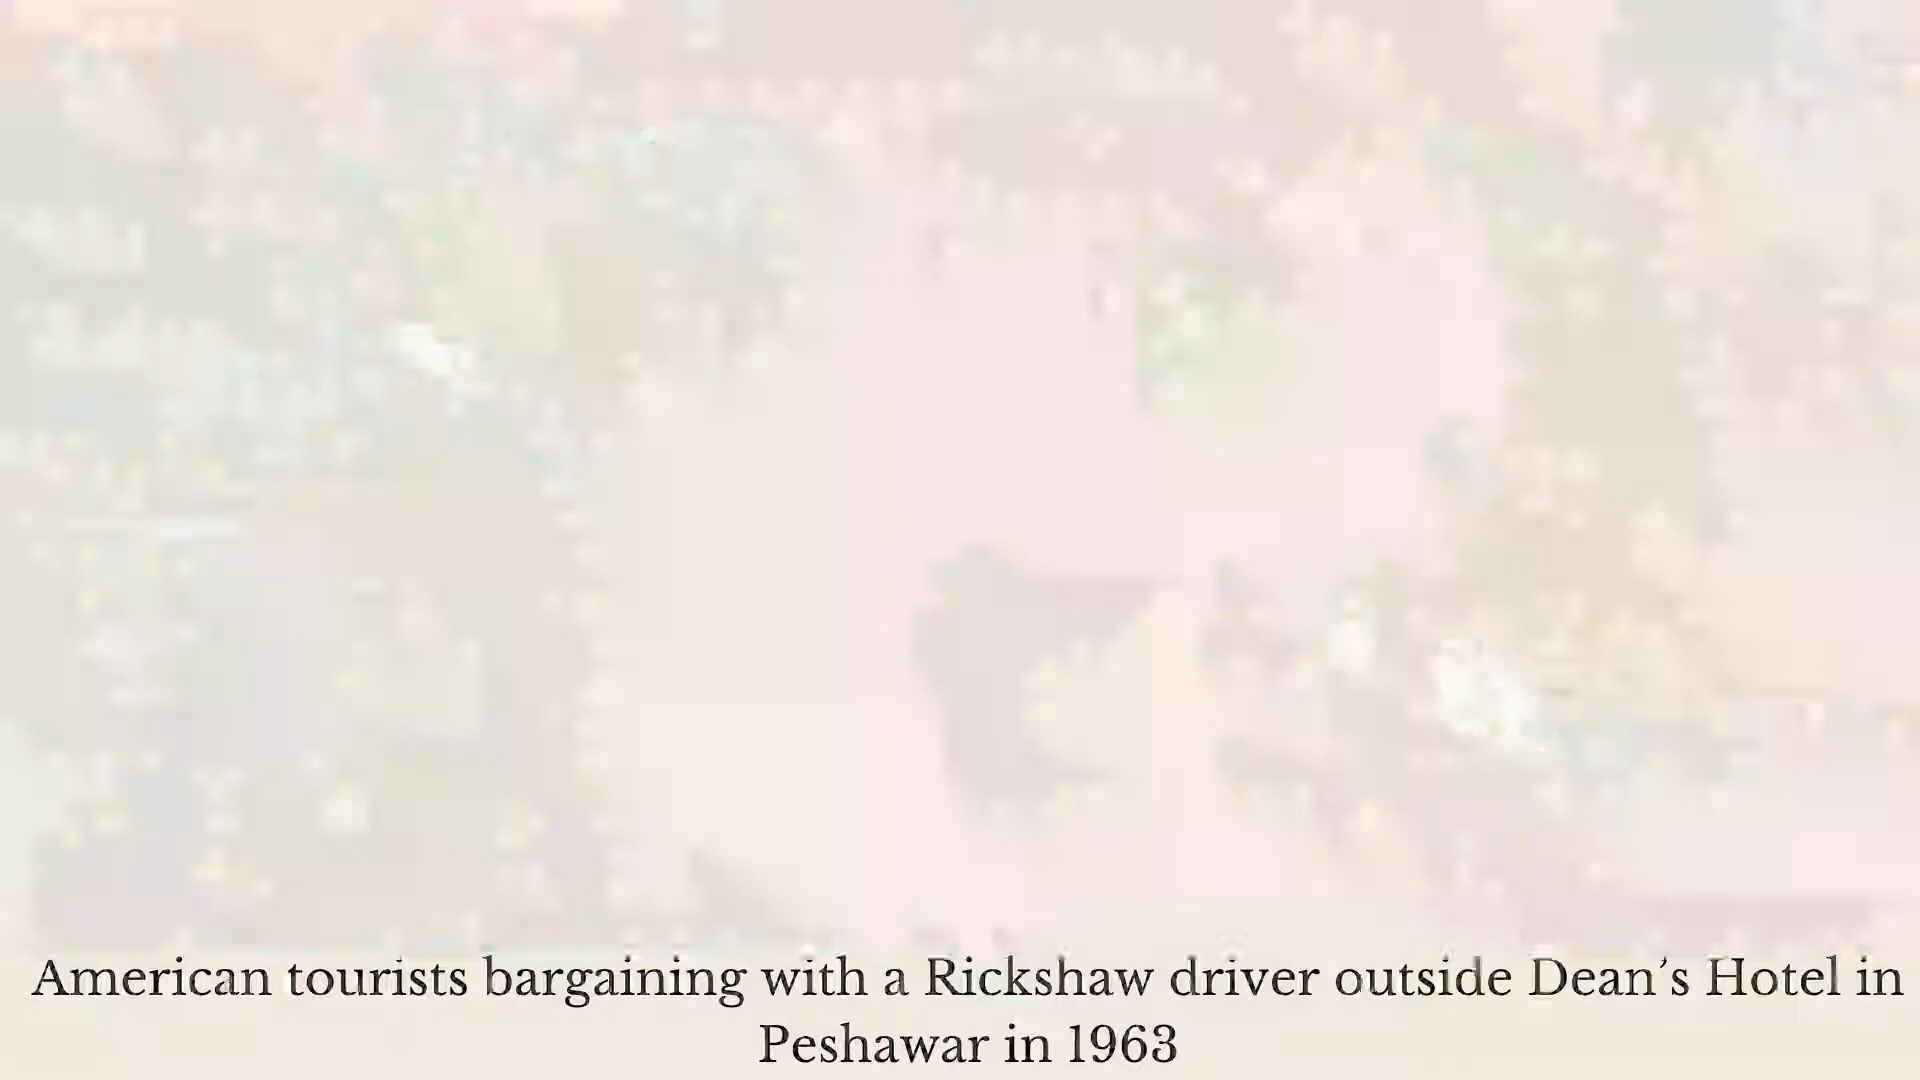 American tourists bargaining with a Rickshaw driver outside Dean’s Hotel in
Peshawar in 1963